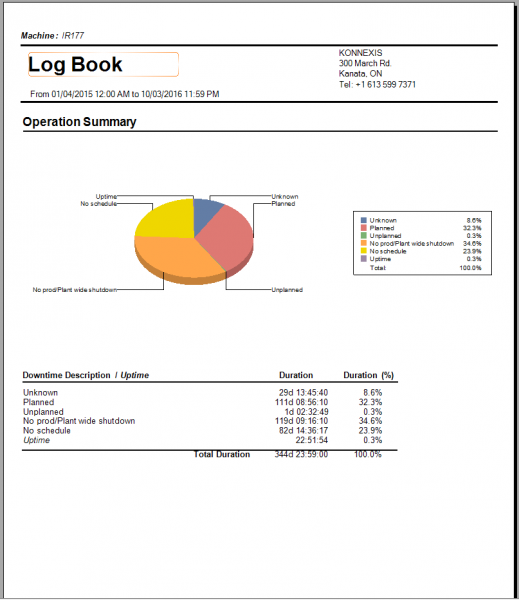 Machine: IR177
Log Book
KONNEXIS
300 March Rd.
Kanata, ON
Tel: +1 613 599 7371
From 01/04/2015 12:00 AM to 10/03/2016 11:59 PM
Operation Summary
Uptime
No schedule
Unknown
Planned
No prod/Plant wide shutdown
Unplanned
Unknown 8.6%
Planned 32.3%
Unplanned 0.3%
No prod/Plant wide shutdown 34.6%
No schedule 23.9%
Uptime 0.3%
Total: 100.0%
Downtime Description / Uptime Duration Duration (%)
Unknown 29d 13:45:40 8.6%
Planned 111d 08:56:10 32.3%
Unplanned 1d 02:32:49 0.3%
No prod/Plant wide shutdown 119d 09:16:10 34.6%
No schedule 82d 14:36:17 23.9%
Uptime 22:51:54 0.3%
Total Duration 344d 23:59:00 100.0%